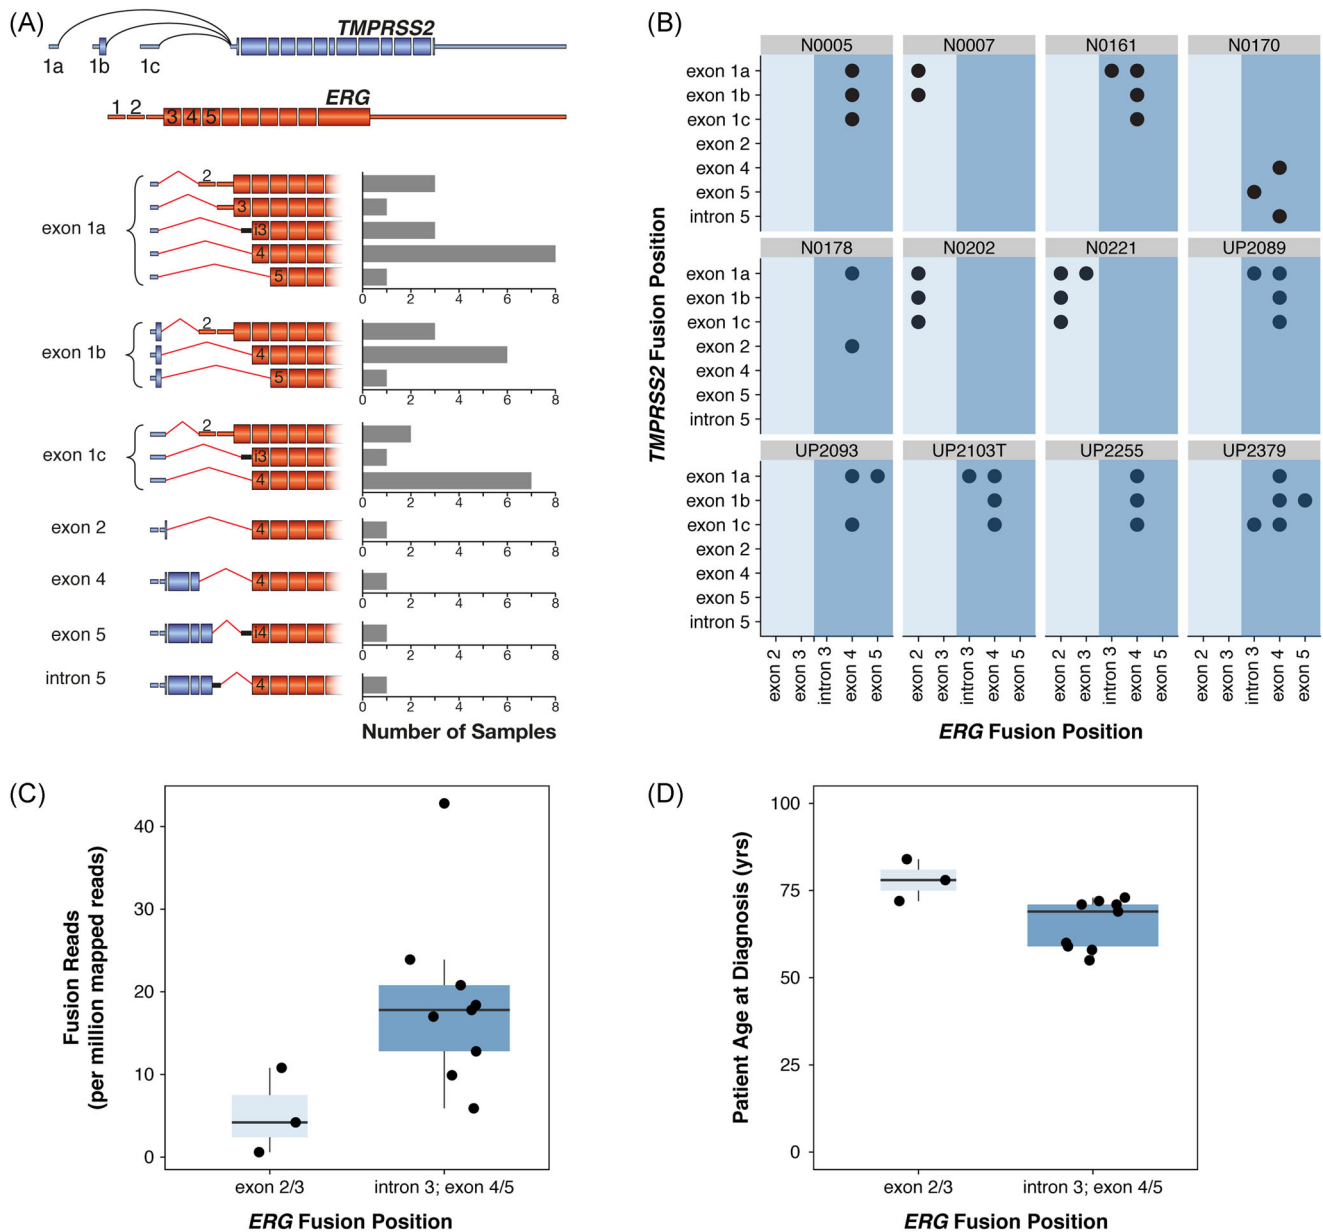 (A)
TMPRSS2
1a 1b 1c
ERG
1 2 3 4 5
exon 1a
2
3
i3
4
5
0 2 4 6 8
exon 1b
2
4
5
0 2 4 6 8
exon 1c
2
i3
4
0 2 4 6 8
exon 2
4
0 2 4 6 8
exon 4
4
0 2 4 6 8
exon 5
i4
0 2 4 6 8
intron 5
4
0 2 4 6 8
Number of Samples
(B)
TMPRSS2 Fusion Position
N0005 N0007 N0161 N0170
exon 1a
exon 1b
exon 1c
exon 2
exon 4
exon 5
intron 5
N0178 N0202 N0221 UP2089
exon 1a
exon 1b
exon 1c
exon 2
exon 4
exon 5
intron 5
UP2093 UP2103T UP2255 UP2379
exon 1a
exon 1b
exon 1c
exon 2
exon 4
exon 5
intron 5
exon 2 exon 3 intron 3 exon 4 exon 5 exon 2 exon 3 intron 3 exon 4 exon 5 exon 2 exon 3 intron 3 exon 4 exon 5 exon 2 exon 3 intron 3 exon 4 exon 5
ERG Fusion Position
(C)
Fusion Reads
(per million mapped reads)
40
30
20
10
0
exon 2/3 intron 3; exon 4/5
ERG Fusion Position
(D)
Patient Age at Diagnosis (yrs)
100
75
50
25
0
exon 2/3 intron 3; exon 4/5
ERG Fusion Position